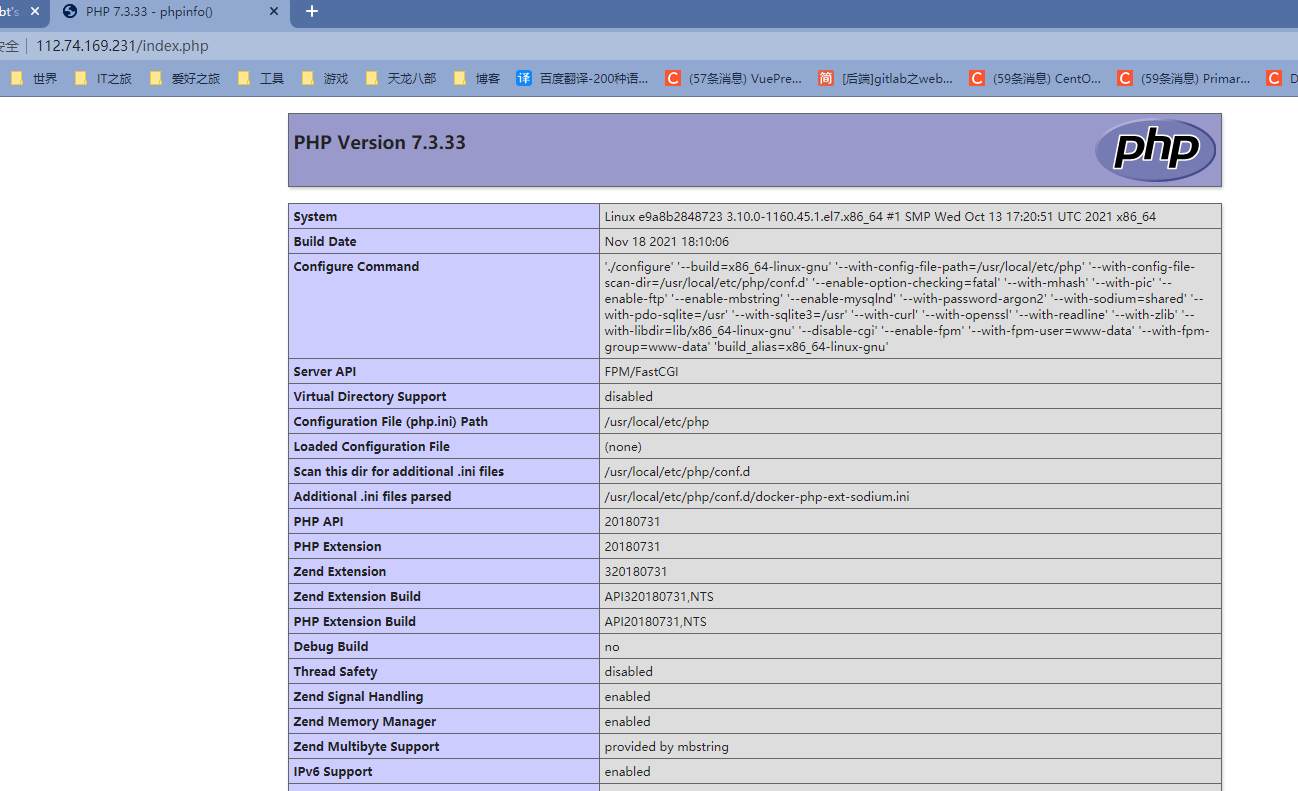 bt's
PHP 7.3.33 - phpinfo()
安全 112.74.169.231/index.php
世界 IT之旅 爱好之旅 工具 游戏 天龙八部 博客 译 百度翻译-200种语... C (57条消息) VuePre... 简 [后端]gitlab之web... C (59条消息) CentO... C (59条消息) Primar... C D
PHP Version 7.3.33
php
System Linux e9a8b2848723 3.10.0-1160.45.1.el7.x86_64 #1 SMP Wed Oct 13 17:20:51 UTC 2021 x86_64
Build Date Nov 18 2021 18:10:06
Configure Command './configure' '--build=x86_64-linux-gnu' '--with-config-file-path=/usr/local/etc/php' '--with-config-file-
scan-dir=/usr/local/etc/php/conf.d' '--enable-option-checking=fatal' '--with-mhash' '--with-pic' '--
enable-ftp' '--enable-mbstring' '--enable-mysqlnd' '--with-password-argon2' '--with-sodium=shared' '--
with-pdo-sqlite=/usr' '--with-sqlite3=/usr' '--with-curl' '--with-openssl' '--with-readline' '--with-zlib' '--
with-libdir=lib/x86_64-linux-gnu' '--disable-cgi' '--enable-fpm' '--with-fpm-user=www-data' '--with-fpm-
group=www-data' 'build_alias=x86_64-linux-gnu'
Server API FPM/FastCGI
Virtual Directory Support disabled
Configuration File (php.ini) Path /usr/local/etc/php
Loaded Configuration File (none)
Scan this dir for additional .ini files /usr/local/etc/php/conf.d
Additional .ini files parsed /usr/local/etc/php/conf.d/docker-php-ext-sodium.ini
PHP API 20180731
PHP Extension 20180731
Zend Extension 320180731
Zend Extension Build API320180731,NTS
PHP Extension Build API20180731,NTS
Debug Build no
Thread Safety disabled
Zend Signal Handling enabled
Zend Memory Manager enabled
Zend Multibyte Support provided by mbstring
IPv6 Support enabled